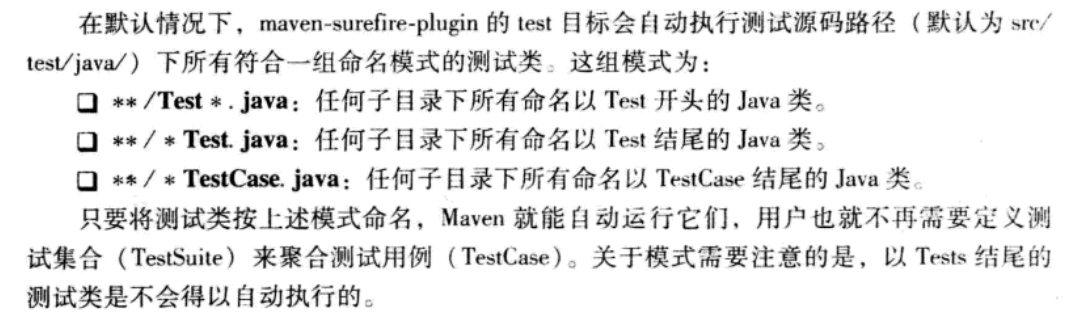 在默认情况下，maven-surefire-plugin 的 test 目标会自动执行测试源码路径（默认为 src/
test/java/）下所有符合一组命名模式的测试类。这组模式为：
❑ **/Test*.java：任何子目录下所有命名以 Test 开头的 Java 类。
❑ **/*Test.java：任何子目录下所有命名以 Test 结尾的 Java 类。
❑ **/*TestCase.java：任何子目录下所有命名以 TestCase 结尾的 Java 类。
只要将测试类按上述模式命名，Maven 就能自动运行它们，用户也就不再需要定义测
试集合（TestSuite）来聚合测试用例（TestCase）。关于模式需要注意的是，以 Tests 结尾的
测试类是不会得以自动执行的。